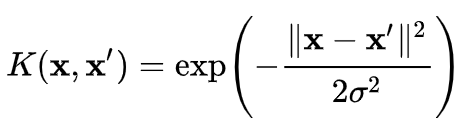 K(𝐱, 𝐱′) = exp(−‖𝐱 − 𝐱′‖² / 2σ²)